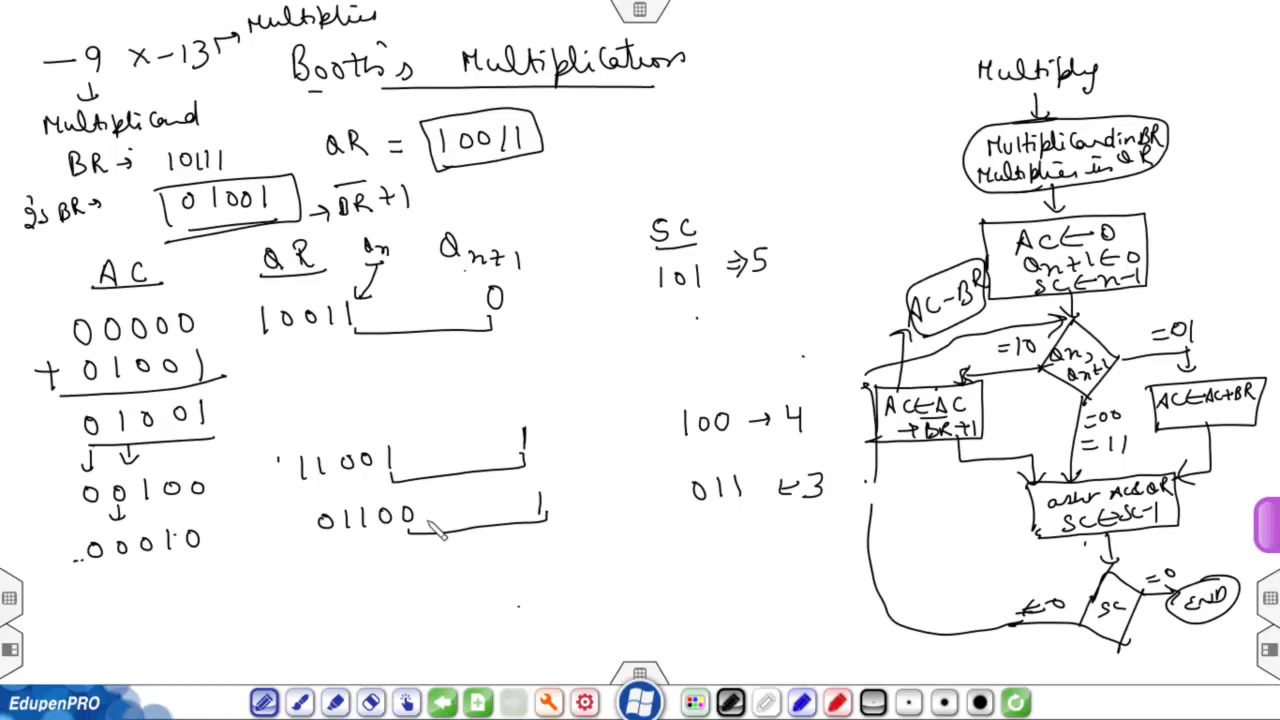 -9 x -13 → Multiplier
Booth's Multiplication
Multiplicand
BR → 10111
QR = 10011
2's BR → 01001 → BR+1
AC QR Qn Qn+1 SC
00000 10011 0 101 ⇒ 5
+ 01001
01001
11001 1 100 → 4
00100
01100 1 011 ← 3
00010
Multiply
Multiplicand in BR
Multiplier in QR
AC ← 0
Qn+1 ← 0
SC ← n-1
AC-BR
=10
Qn,
Qn+1
=01
AC ← AC
→ BR+1
AC ← AC+BR
=00
=11
ashr AC & QR
SC ← SC-1
SC
=0
END
EdupenPRO